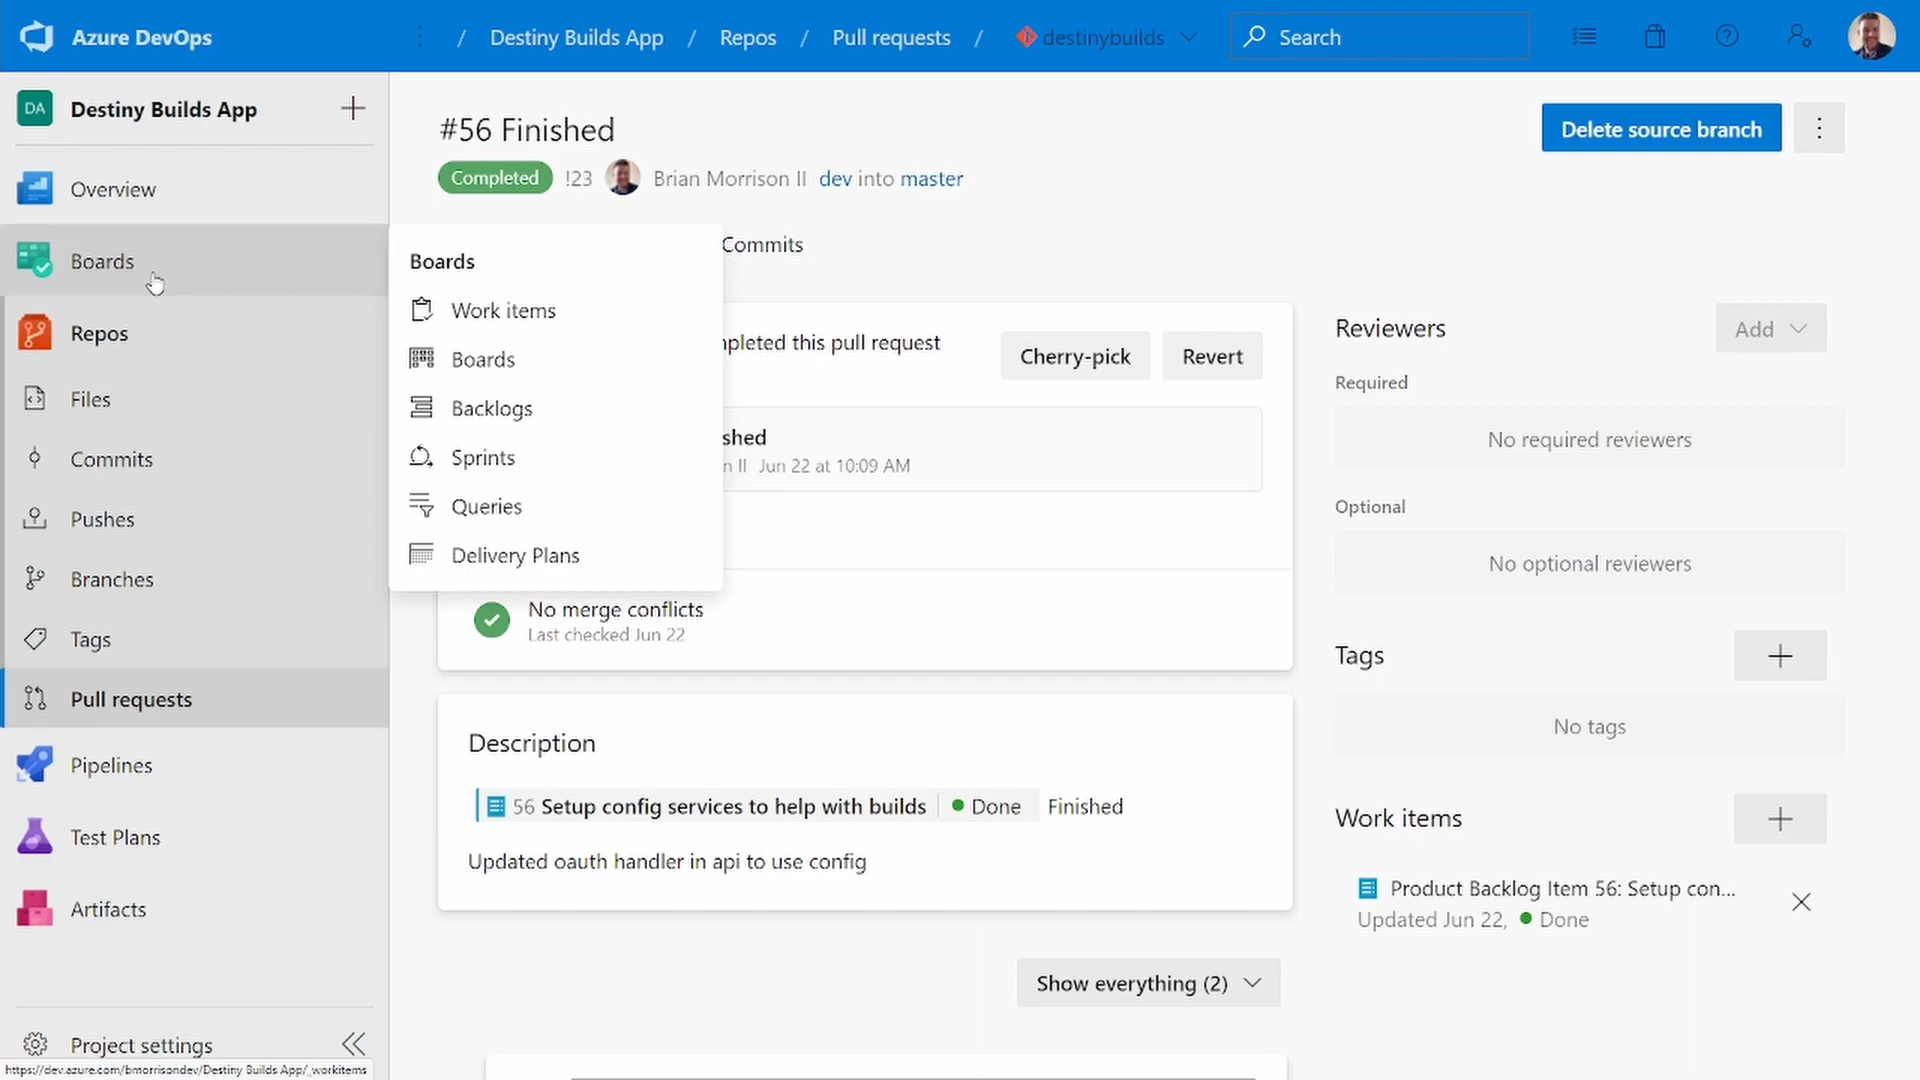 Azure DevOps
/ Destiny Builds App / Repos / Pull requests / destinybuilds
Search
DA Destiny Builds App
Overview
Boards
Repos
Files
Commits
Pushes
Branches
Tags
Pull requests
Pipelines
Test Plans
Artifacts
Project settings
https://dev.azure.com/bmorrisondev/Destiny Builds App/_workitems
#56 Finished
Delete source branch
Completed !23 Brian Morrison II dev into master
Commits
Boards
Work items
Boards
Backlogs
Sprints
Queries
Delivery Plans
this pull request
Cherry-pick
Revert
II Jun 22 at 10:09 AM
No merge conflicts
Last checked Jun 22
Description
56 Setup config services to help with builds Done Finished
Updated oauth handler in api to use config
Show everything (2)
Reviewers
Add
Required
No required reviewers
Optional
No optional reviewers
Tags
No tags
Work items
Product Backlog Item 56: Setup con...
Updated Jun 22, Done